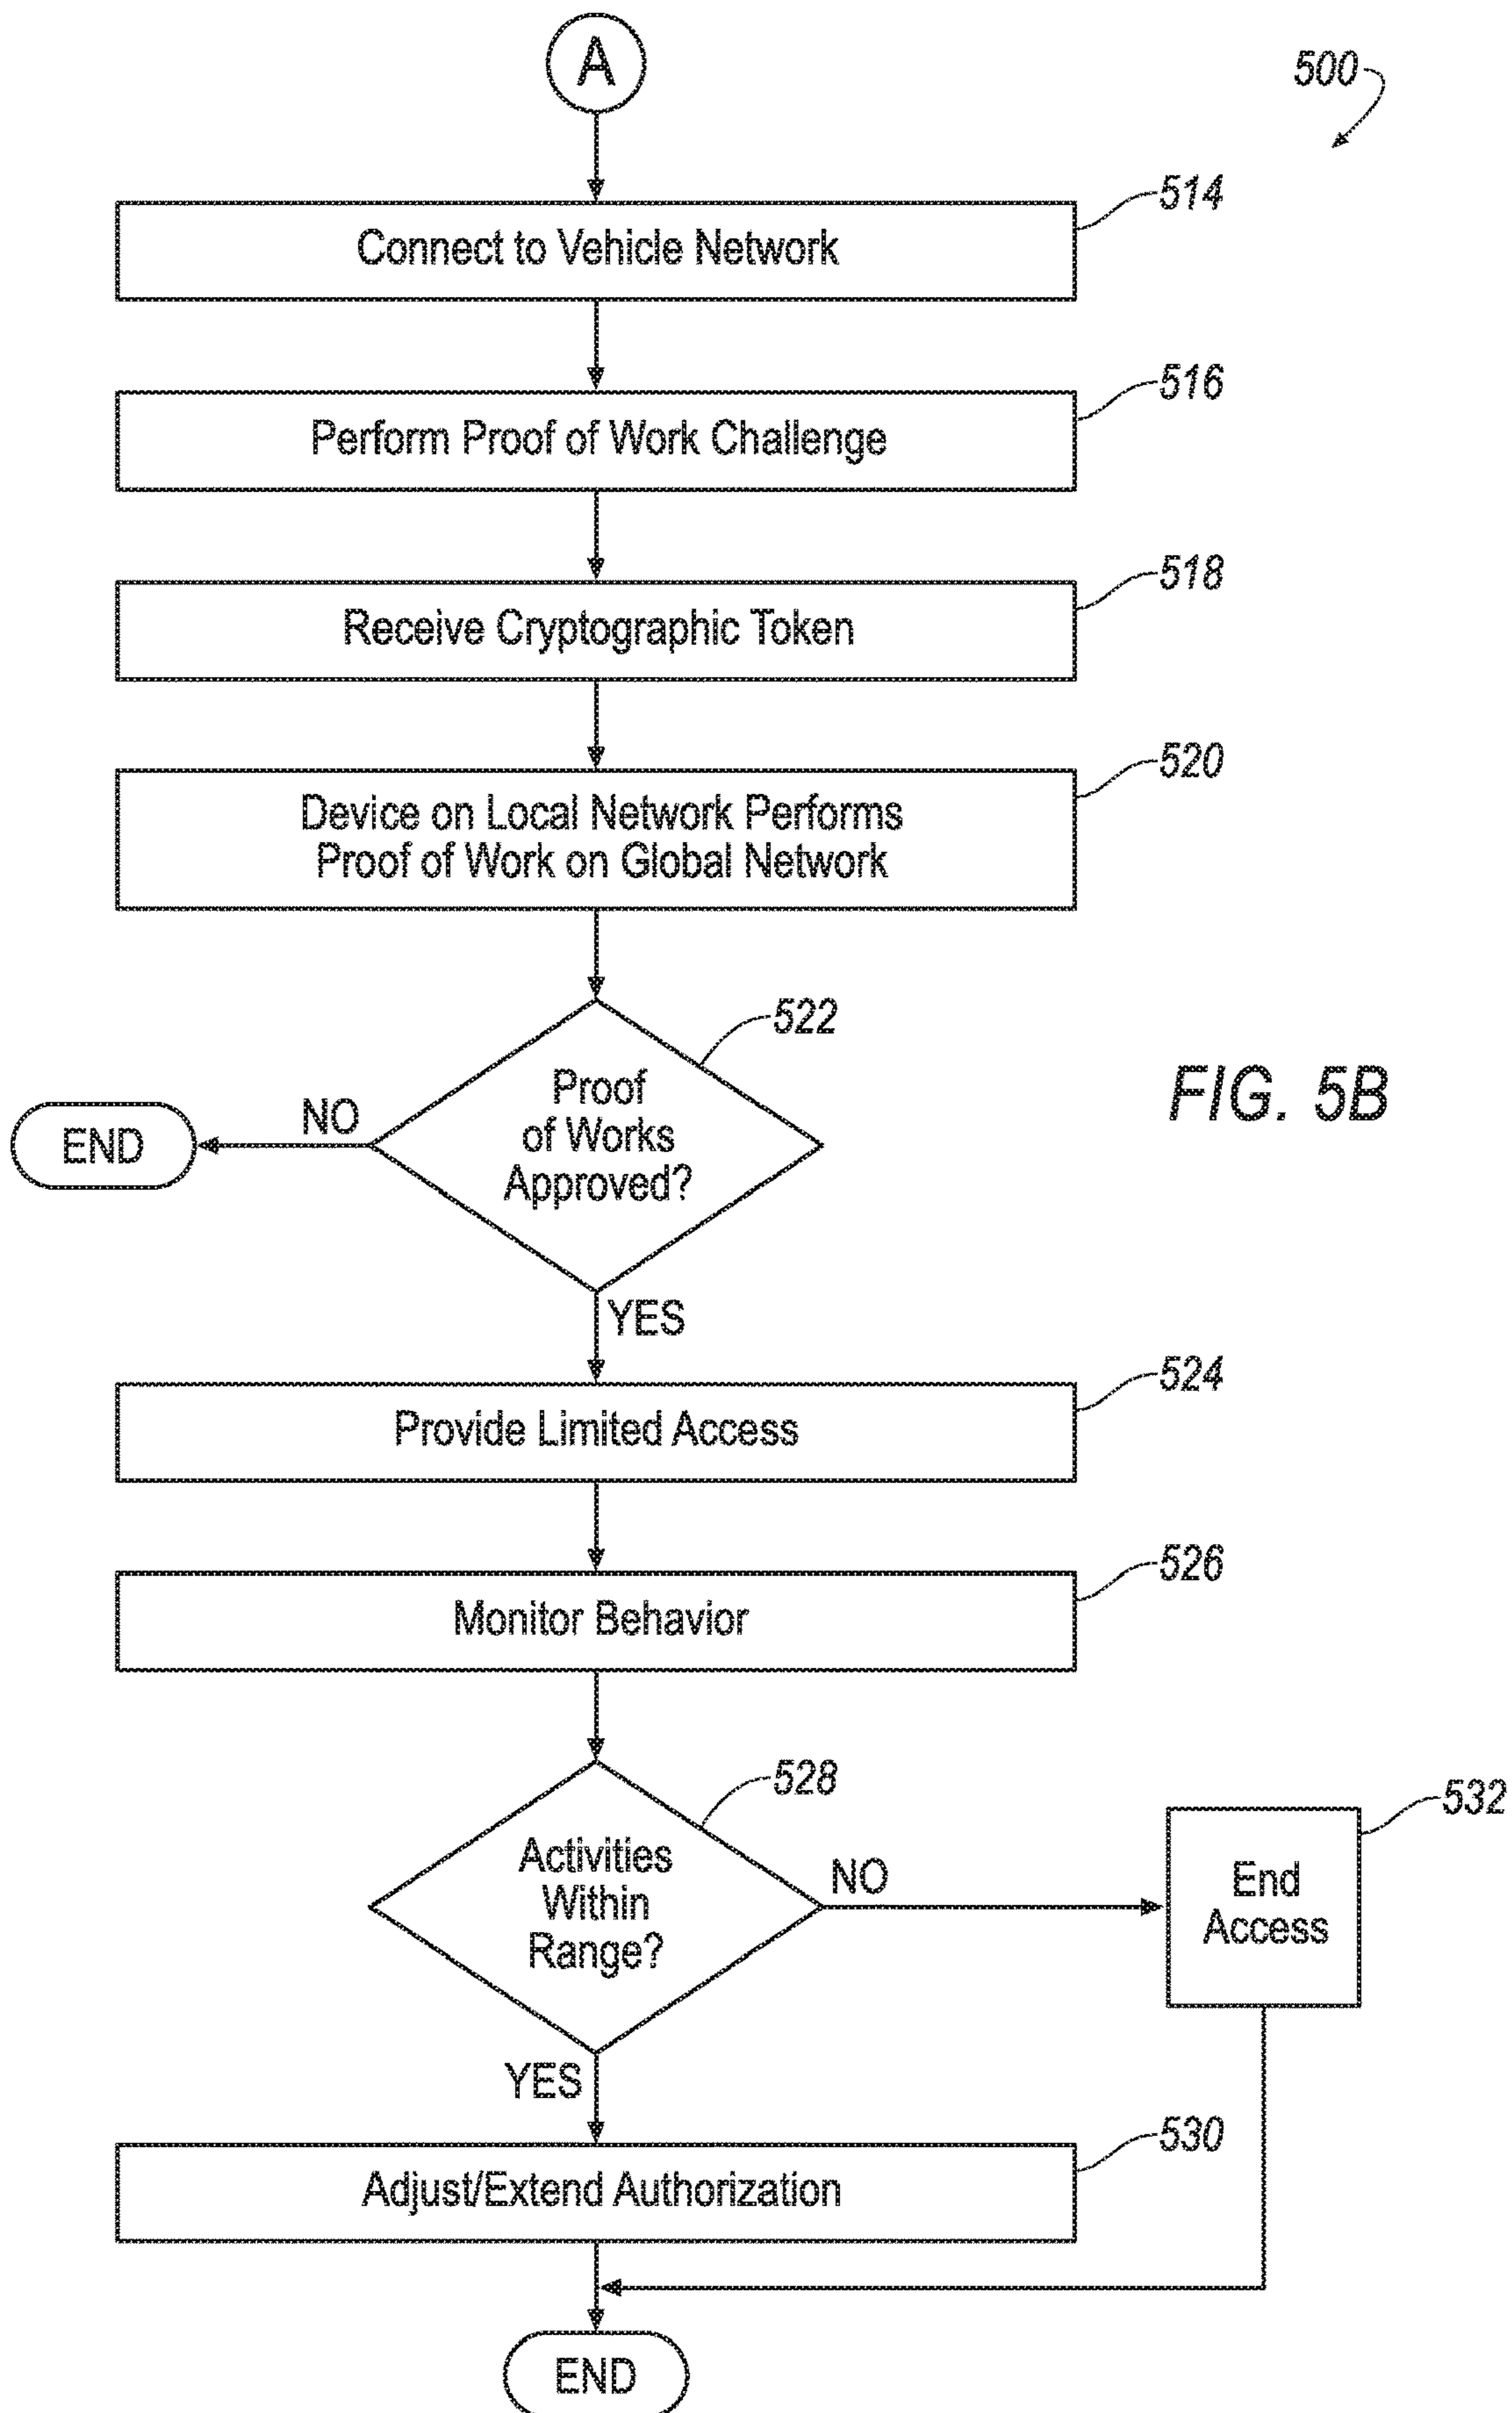 A
500
514
Connect to Vehicle Network
516
Perform Proof of Work Challenge
518
Receive Cryptographic Token
520
Device on Local Network Performs
Proof of Work on Global Network
522
Proof
of Works
Approved?
NO
END
FIG. 5B
YES
524
Provide Limited Access
526
Monitor Behavior
528
Activities
Within
Range?
NO
532
End
Access
YES
530
Adjust/Extend Authorization
END